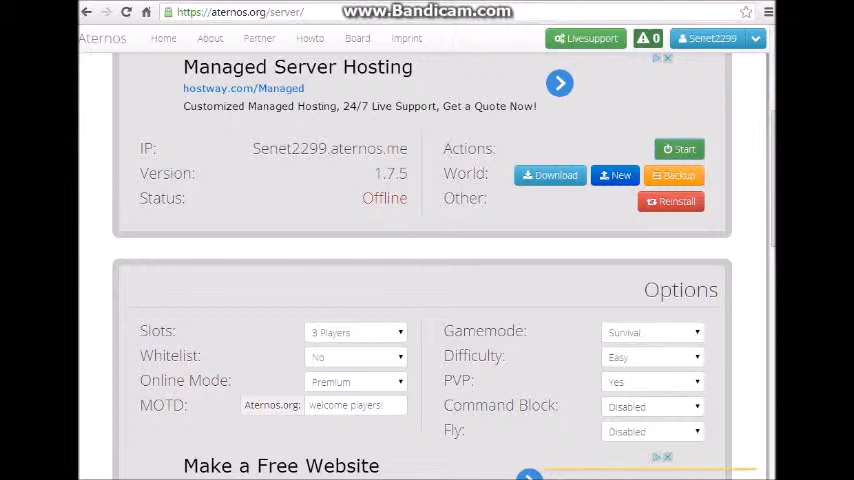 https://aternos.org/server/
www.Bandicam.com
Aternos Home About Partner Howto Board Imprint Livesupport 0 Senet2299
Managed Server Hosting
hostway.com/Managed
Customized Managed Hosting, 24/7 Live Support, Get a Quote Now!
IP: Senet2299.aternos.me Actions: Start
Version: 1.7.5 World: Download New Backup
Status: Offline Other: Reinstall
Options
Slots: 3 Players Gamemode: Survival
Whitelist: No Difficulty: Easy
Online Mode: Premium PVP: Yes
MOTD: Aternos.org: welcome players! Command Block: Disabled
Fly: Disabled
Make a Free Website